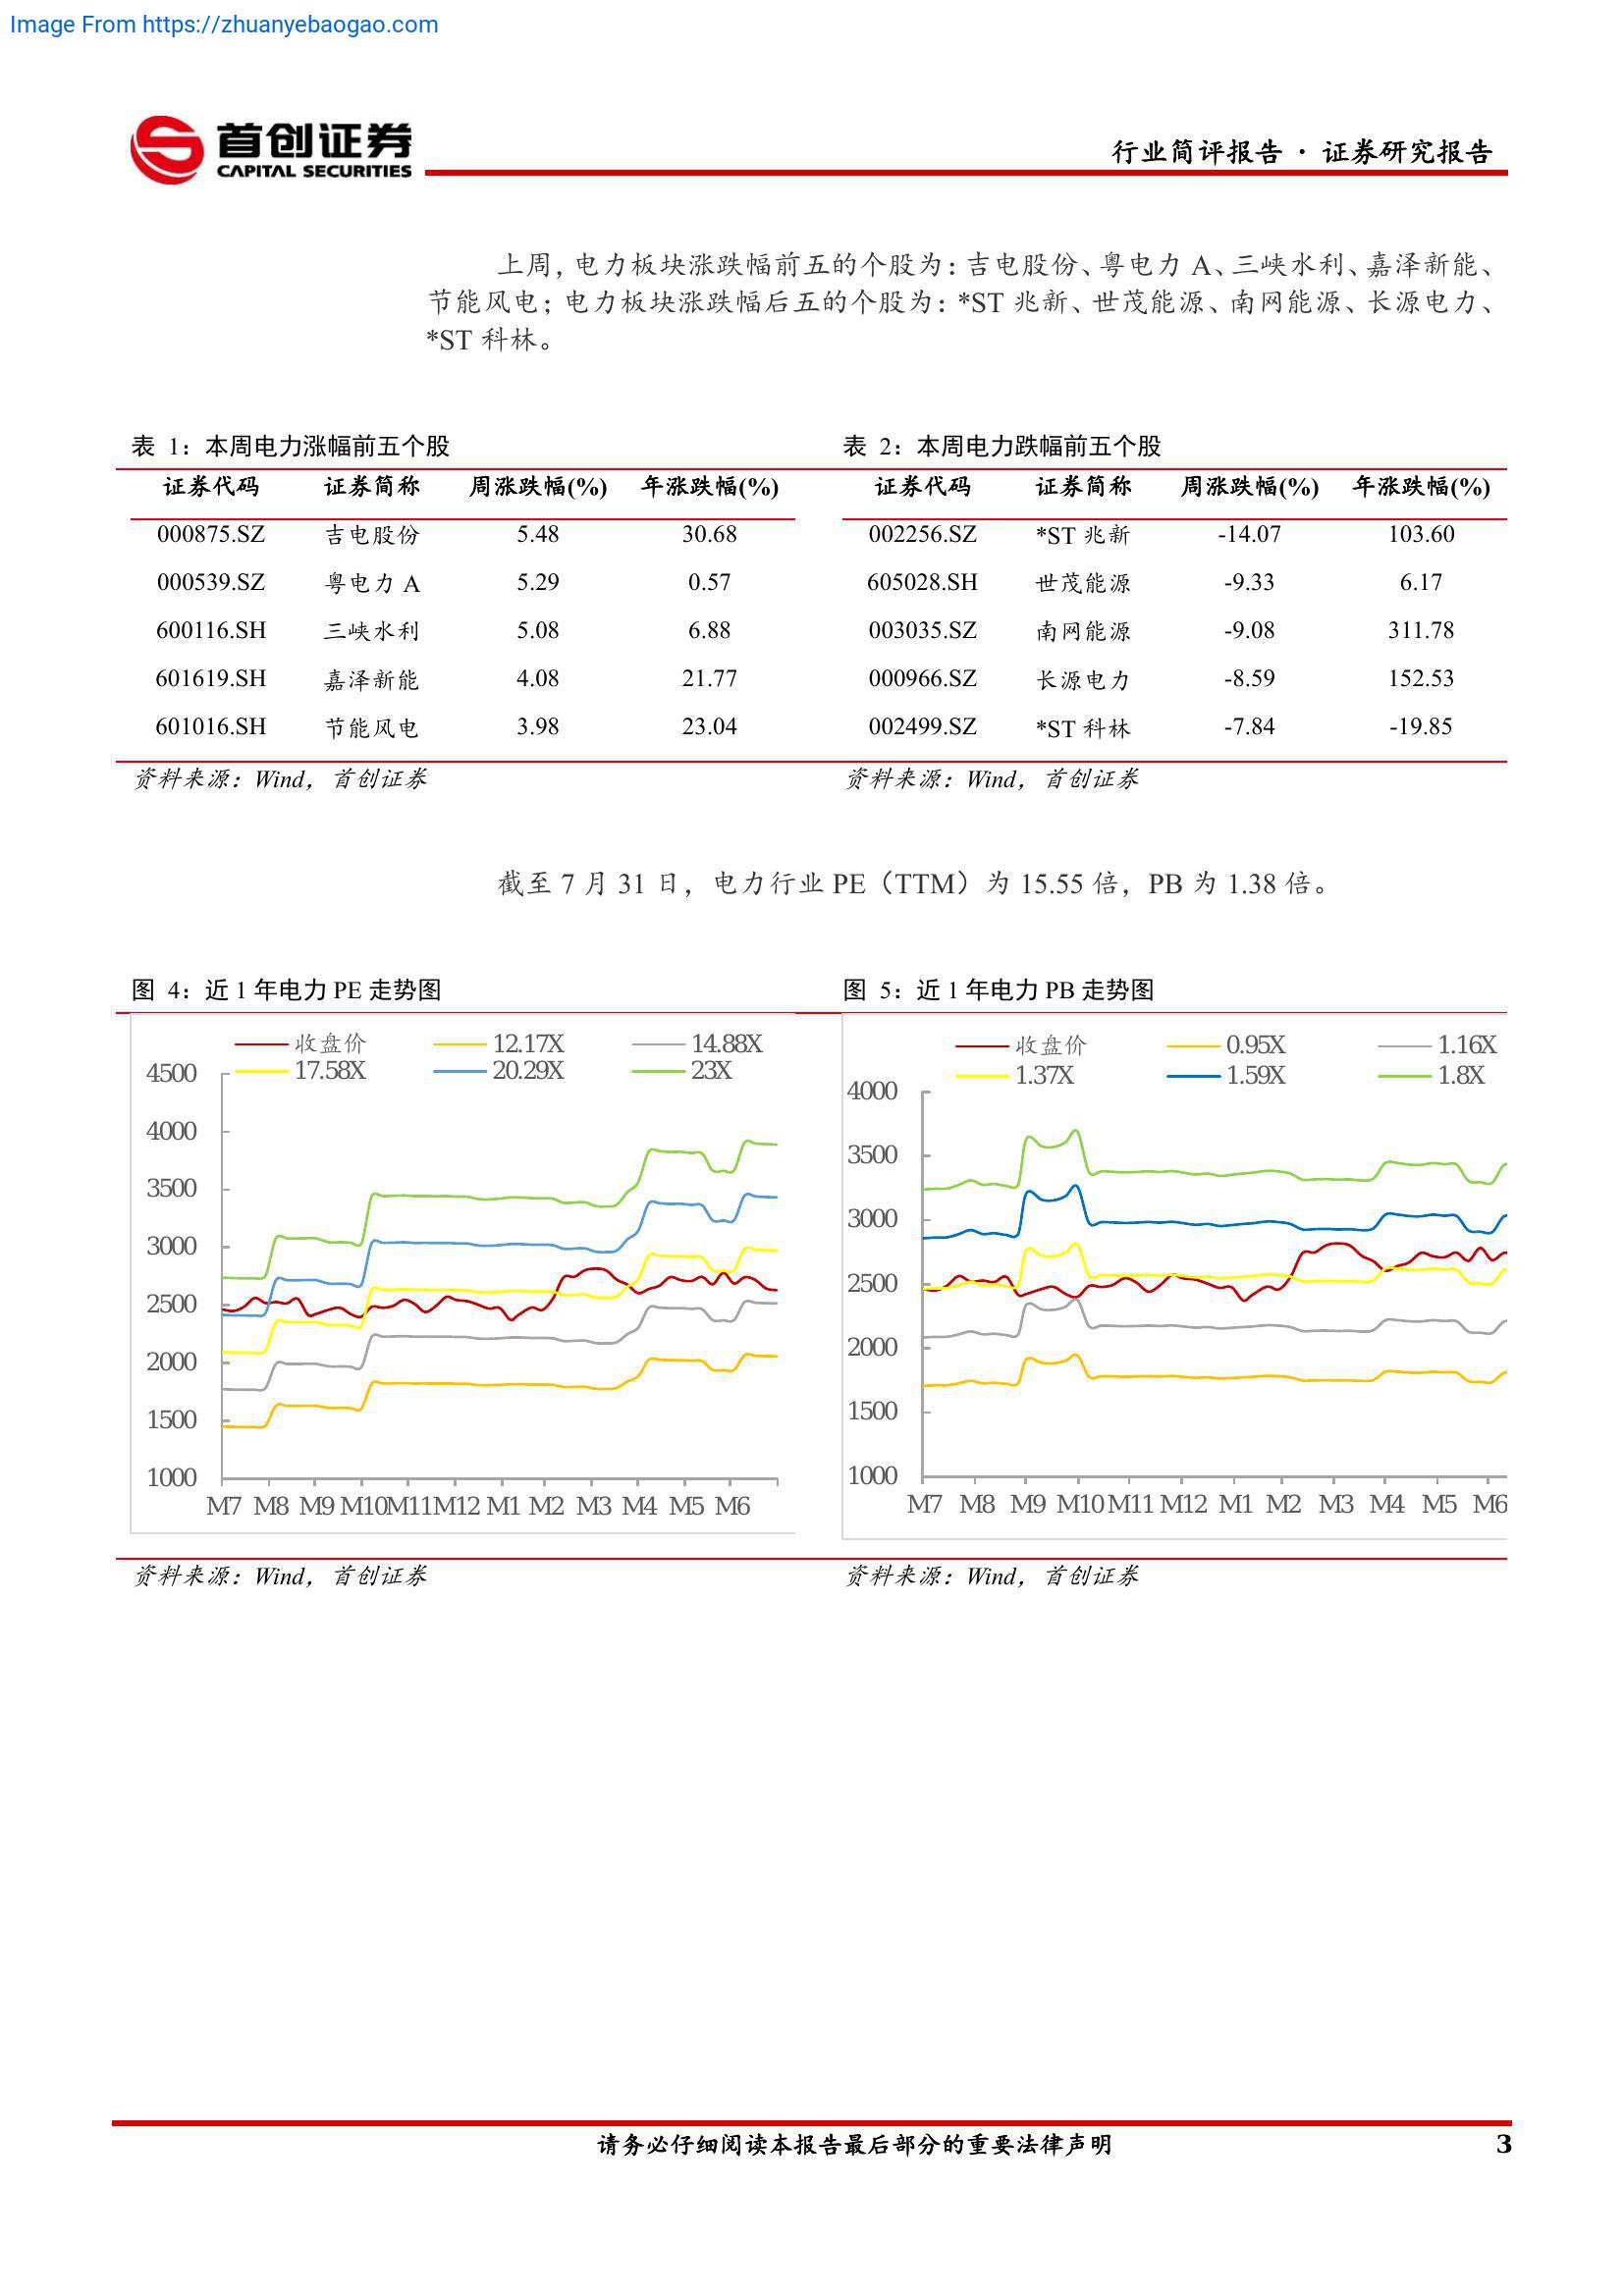 Image From https://zhuanyebaogao.com
首创证券
CAPITAL SECURITIES
行业简评报告 · 证券研究报告
上周，电力板块涨跌幅前五的个股为：吉电股份、粤电力 A、三峡水利、嘉泽新能、
节能风电；电力板块涨跌幅后五的个股为：*ST 兆新、世茂能源、南网能源、长源电力、
*ST 科林。
表 1：本周电力涨幅前五个股
证券代码 证券简称 周涨跌幅(%) 年涨跌幅(%)
000875.SZ 吉电股份 5.48 30.68
000539.SZ 粤电力 A 5.29 0.57
600116.SH 三峡水利 5.08 6.88
601619.SH 嘉泽新能 4.08 21.77
601016.SH 节能风电 3.98 23.04
资料来源：Wind，首创证券
表 2：本周电力跌幅前五个股
证券代码 证券简称 周涨跌幅(%) 年涨跌幅(%)
002256.SZ *ST 兆新 -14.07 103.60
605028.SH 世茂能源 -9.33 6.17
003035.SZ 南网能源 -9.08 311.78
000966.SZ 长源电力 -8.59 152.53
002499.SZ *ST 科林 -7.84 -19.85
资料来源：Wind，首创证券
截至 7 月 31 日，电力行业 PE（TTM）为 15.55 倍，PB 为 1.38 倍。
图 4：近 1 年电力 PE 走势图
收盘价 12.17X 14.88X
17.58X 20.29X 23X
4500
4000
3500
3000
2500
2000
1500
1000
M7 M8 M9 M10 M11 M12 M1 M2 M3 M4 M5 M6
资料来源：Wind，首创证券
图 5：近 1 年电力 PB 走势图
收盘价 0.95X 1.16X
1.37X 1.59X 1.8X
4000
3500
3000
2500
2000
1500
1000
M7 M8 M9 M10 M11 M12 M1 M2 M3 M4 M5 M6
资料来源：Wind，首创证券
请务必仔细阅读本报告最后部分的重要法律声明
3